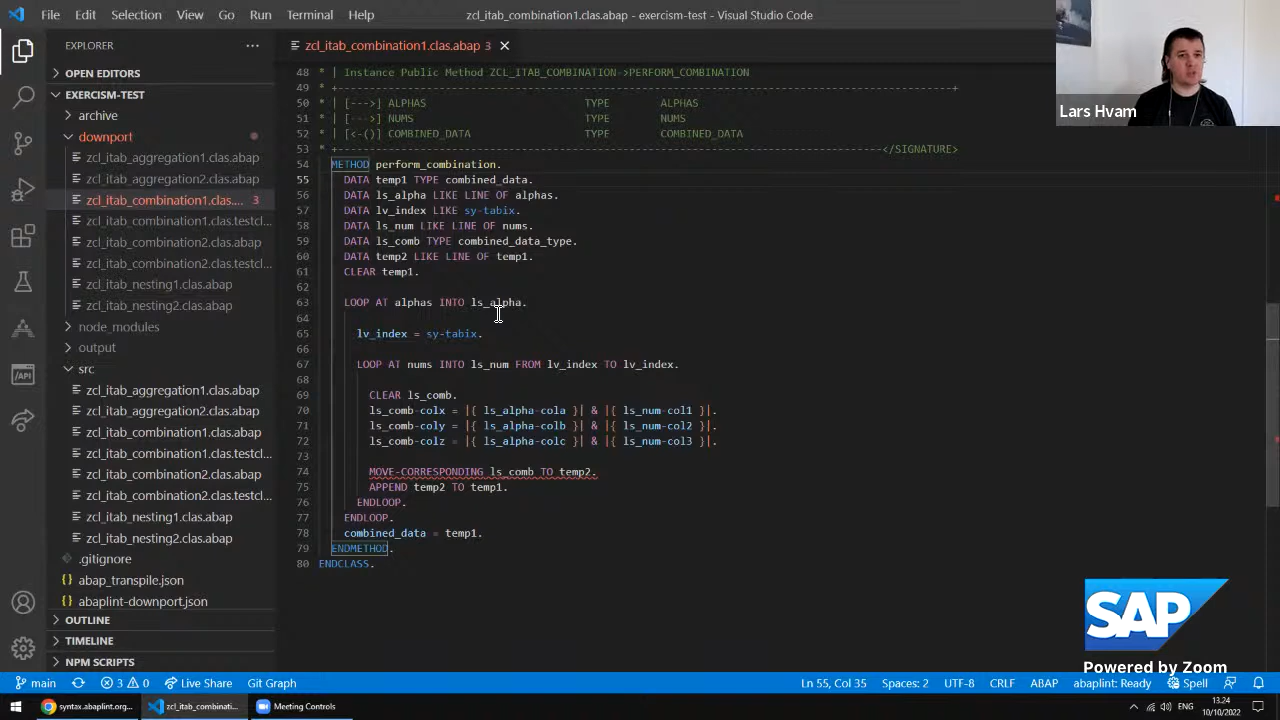 File Edit Selection View Go Run Terminal Help
zcl_itab_combination1.clas.abap - exercism-test - Visual Studio Code
EXPLORER
zcl_itab_combination1.clas.abap 3
OPEN EDITORS
EXERCISM-TEST
archive
downport
zcl_itab_aggregation1.clas.abap
zcl_itab_aggregation2.clas.abap
zcl_itab_combination1.clas.... 3
zcl_itab_combination1.clas.testcl...
zcl_itab_combination2.clas.abap
zcl_itab_combination2.clas.testcl...
zcl_itab_nesting1.clas.abap
zcl_itab_nesting2.clas.abap
node_modules
output
src
zcl_itab_aggregation1.clas.abap
zcl_itab_aggregation2.clas.abap
zcl_itab_combination1.clas.abap
zcl_itab_combination1.clas.testcl...
zcl_itab_combination2.clas.abap
zcl_itab_combination2.clas.testcl...
zcl_itab_nesting1.clas.abap
zcl_itab_nesting2.clas.abap
.gitignore
abap_transpile.json
abaplint-downport.json
OUTLINE
TIMELINE
NPM SCRIPTS
48 * | Instance Public Method ZCL_ITAB_COMBINATION->PERFORM_COMBINATION
49 * +-------------------------------------------------------------------------------------------------+
50 * | [--->] ALPHAS TYPE ALPHAS
51 * | [--->] NUMS TYPE NUMS
52 * | [<-()] COMBINED_DATA TYPE COMBINED_DATA
53 * +--------------------------------------------------------------------------------------</SIGNATURE>
54 METHOD perform_combination.
55 DATA temp1 TYPE combined_data.
56 DATA ls_alpha LIKE LINE OF alphas.
57 DATA lv_index LIKE sy-tabix.
58 DATA ls_num LIKE LINE OF nums.
59 DATA ls_comb TYPE combined_data_type.
60 DATA temp2 LIKE LINE OF temp1.
61 CLEAR temp1.
62
63 LOOP AT alphas INTO ls_alpha.
64
65 lv_index = sy-tabix.
66
67 LOOP AT nums INTO ls_num FROM lv_index TO lv_index.
68
69 CLEAR ls_comb.
70 ls_comb-colx = |{ ls_alpha-cola }| & |{ ls_num-col1 }|.
71 ls_comb-coly = |{ ls_alpha-colb }| & |{ ls_num-col2 }|.
72 ls_comb-colz = |{ ls_alpha-colc }| & |{ ls_num-col3 }|.
73
74 MOVE-CORRESPONDING ls_comb TO temp2.
75 APPEND temp2 TO temp1.
76 ENDLOOP.
77 ENDLOOP.
78 combined_data = temp1.
79 ENDMETHOD.
80 ENDCLASS.
Lars Hvam
SAP
Powered by Zoom
main 3 0 Live Share Git Graph Ln 55, Col 35 Spaces: 2 UTF-8 CRLF ABAP abaplint: Ready Spell
syntax.abaplint.org... zcl_itab_combinati... Meeting Controls ENG 13.24
10/10/2022